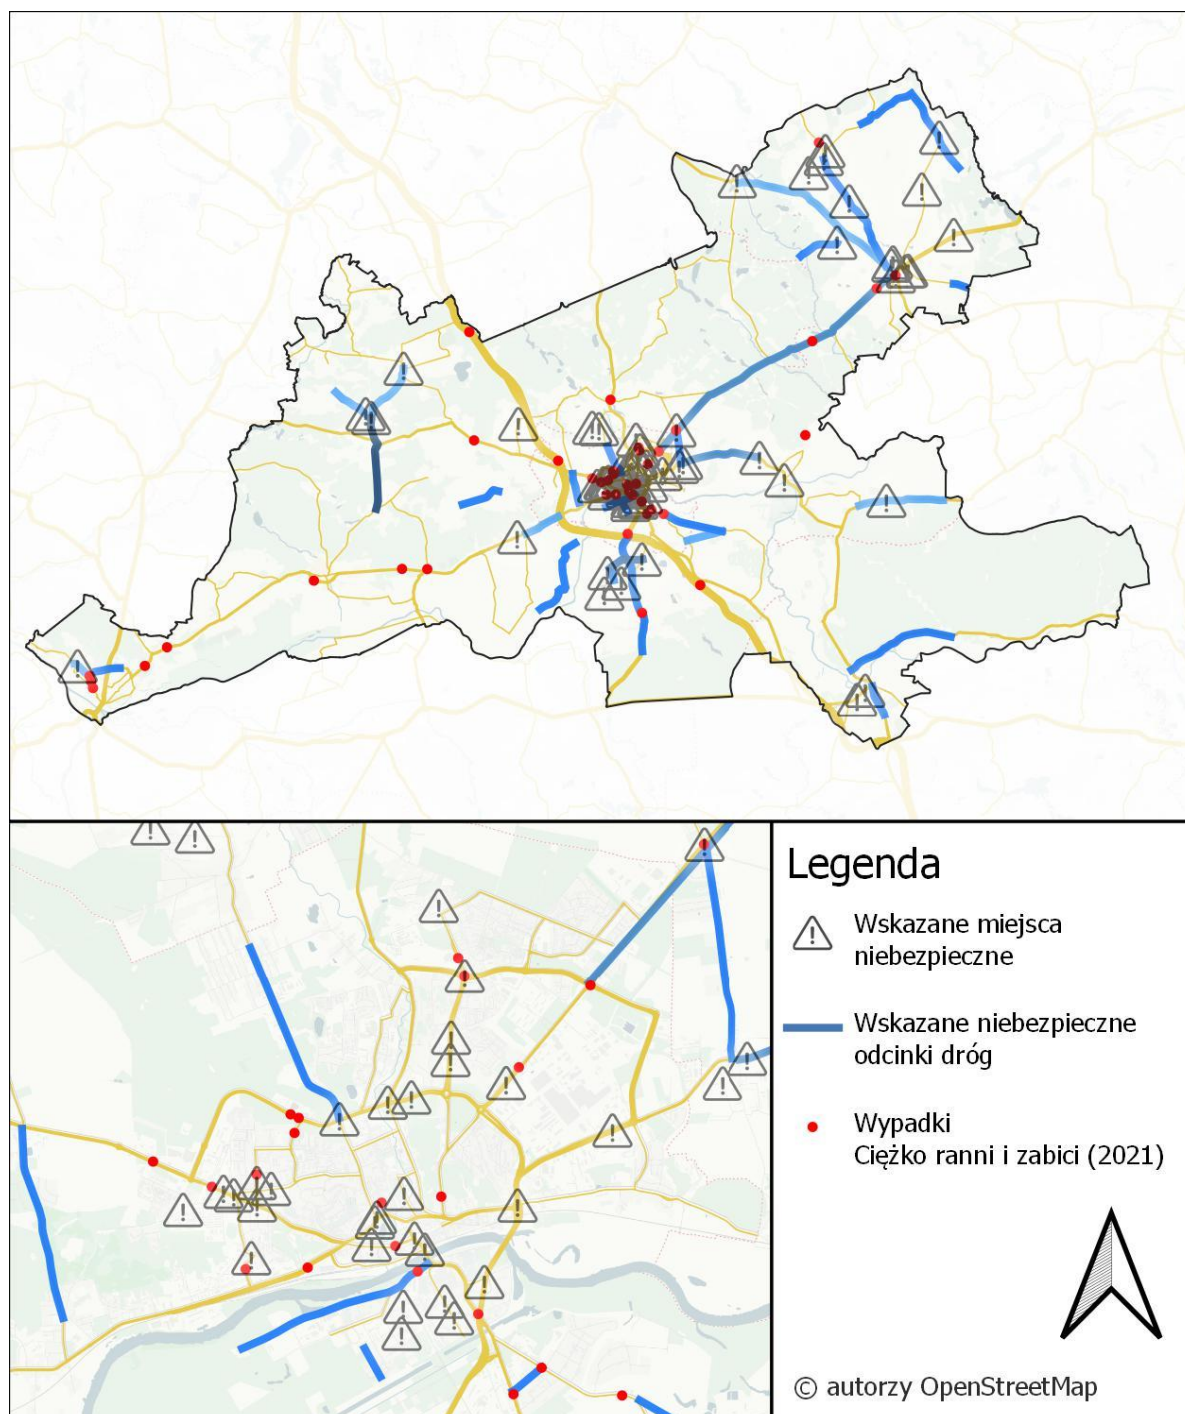 Legenda
Wskazane miejsca
niebezpieczne
Wskazane niebezpieczne
odcinki dróg
Wypadki
Ciężko ranni i zabici (2021)
© autorzy OpenStreetMap